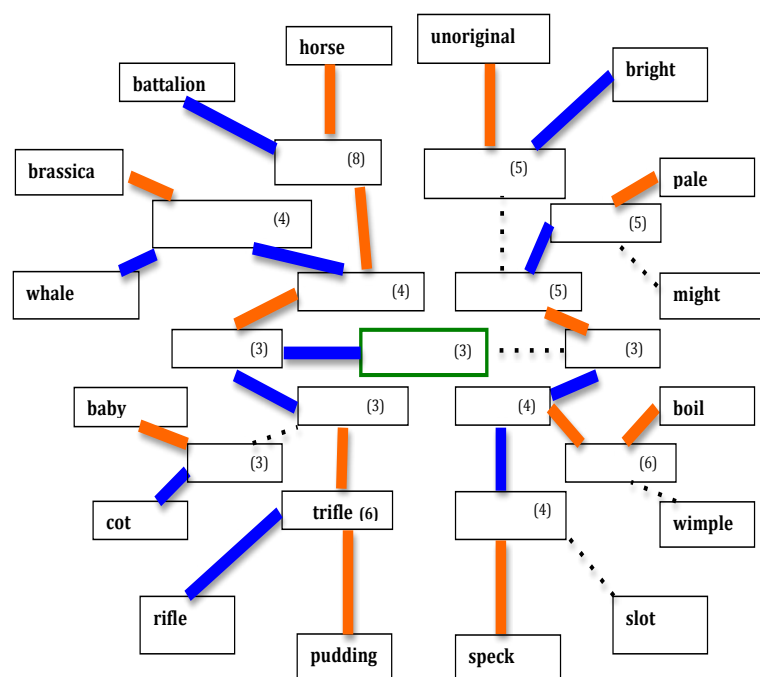 unoriginal
horse
bright
battalion
(8)
(5)
brassica
pale
(4)
(5)
whale
(4)
(5)
might
(3)
(3)
(3)
baby
(3)
(4)
boil
(3)
(6)
cot
trifle (6)
(4)
wimple
rifle
slot
pudding
speck